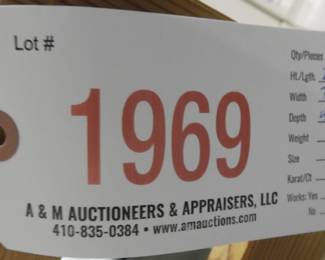 Lot #
1969
A & M AUCTIONEERS & APPRAISERS, LLC
410-835-0384 • www.amauctions.com
Qty/Pieces
Ht./Lgth.
Width
Depth
Weight
Size
Karat/Ct
Works: Yes
No